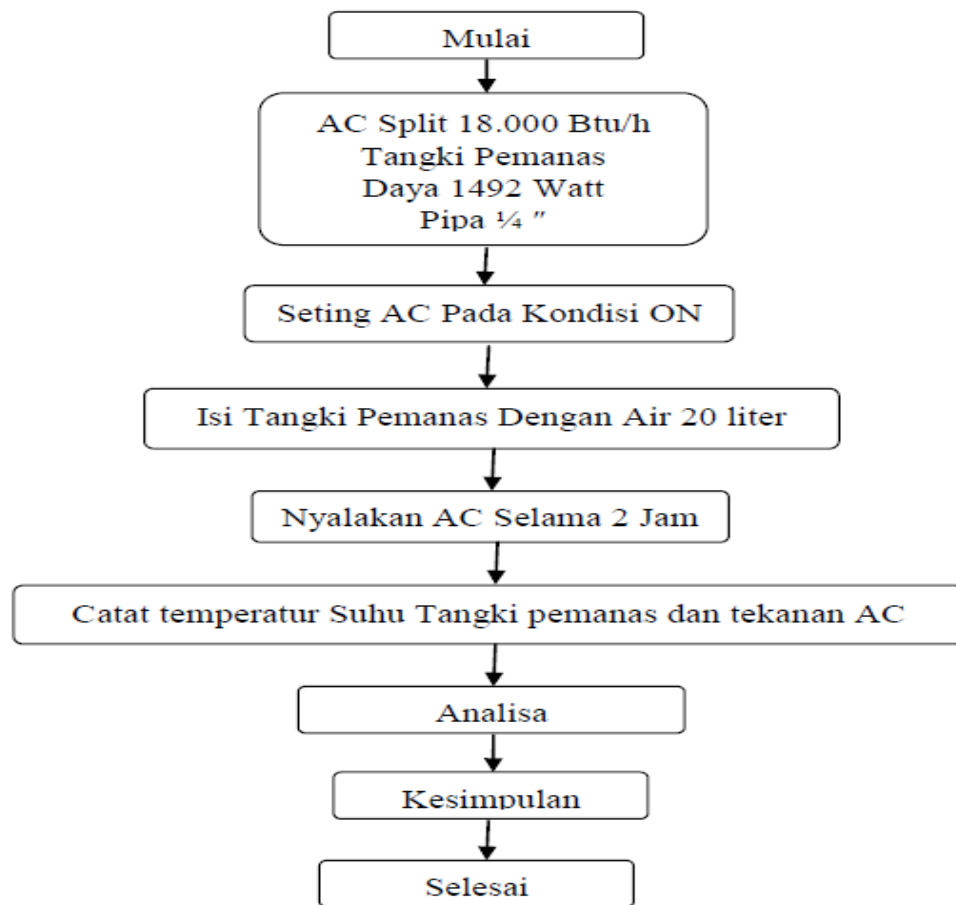 Mulai
AC Split 18.000 Btu/h
Tangki Pemanas
Daya 1492 Watt
Pipa ¼ "
Seting AC Pada Kondisi ON
Isi Tangki Pemanas Dengan Air 20 liter
Nyalakan AC Selama 2 Jam
Catat temperatur Suhu Tangki pemanas dan tekanan AC
Analisa
Kesimpulan
Selesai